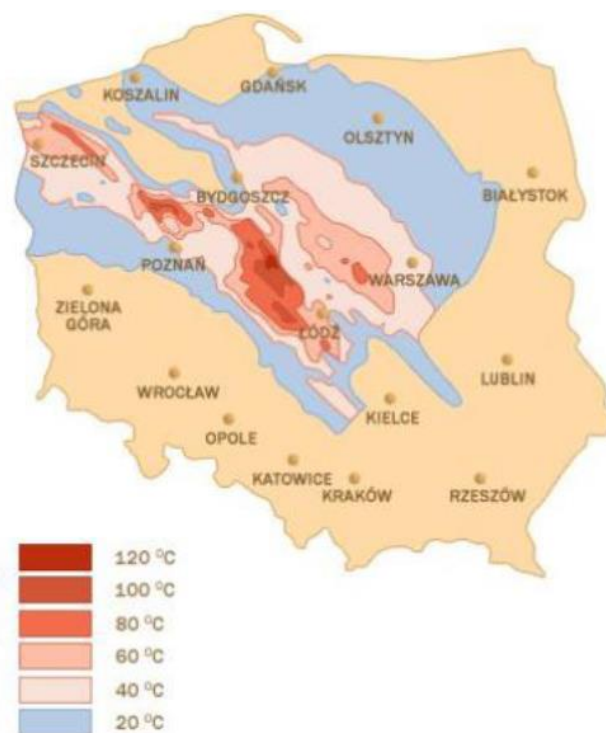 KOSZALIN
GDAŃSK
OLSZTYN
SZCZECIN
BYDGOSZCZ
BIAŁYSTOK
POZNAŃ
WARSZAWA
ZIELONA
GÓRA
ŁÓDŹ
WROCŁAW
LUBLIN
OPOLE
KIELCE
KATOWICE
KRAKÓW
RZESZÓW
120 °C
100 °C
80 °C
60 °C
40 °C
20 °C